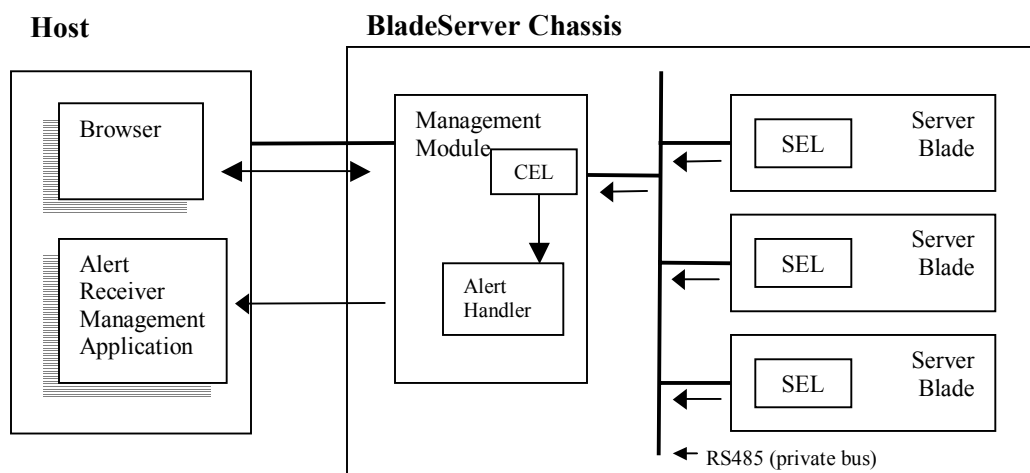 Host
BladeServer Chassis
Browser
Alert
Receiver
Management
Application
Management
Module
CEL
Alert
Handler
SEL
Server
Blade
SEL
Server
Blade
SEL
Server
Blade
RS485 (private bus)